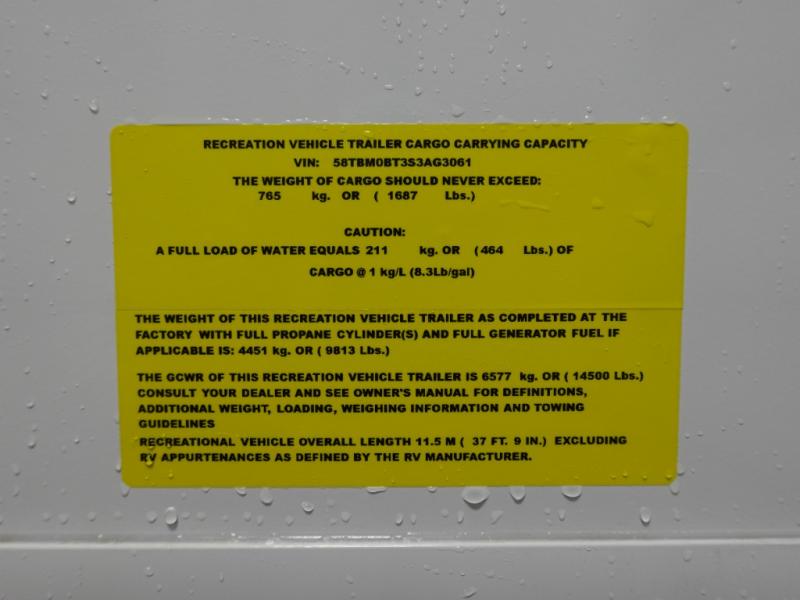 RECREATION VEHICLE TRAILER CARGO CARRYING CAPACITY
VIN: 58TBM0BT3S3AG3061
THE WEIGHT OF CARGO SHOULD NEVER EXCEED:
765 kg. OR ( 1687 Lbs.)
CAUTION:
A FULL LOAD OF WATER EQUALS 211 kg. OR (464 Lbs.) OF
CARGO @ 1 kg/L (8.3Lb/gal)
THE WEIGHT OF THIS RECREATION VEHICLE TRAILER AS COMPLETED AT THE
FACTORY WITH FULL PROPANE CYLINDER(S) AND FULL GENERATOR FUEL IF
APPLICABLE IS: 4451 kg. OR ( 9813 Lbs.)
THE GCWR OF THIS RECREATION VEHICLE TRAILER IS 6577 kg. OR ( 14500 Lbs.)
CONSULT YOUR DEALER AND SEE OWNER'S MANUAL FOR DEFINITIONS,
ADDITIONAL WEIGHT, LOADING, WEIGHING INFORMATION AND TOWING
GUIDELINES
RECREATIONAL VEHICLE OVERALL LENGTH 11.5 M ( 37 FT. 9 IN.) EXCLUDING
RV APPURTENANCES AS DEFINED BY THE RV MANUFACTURER.